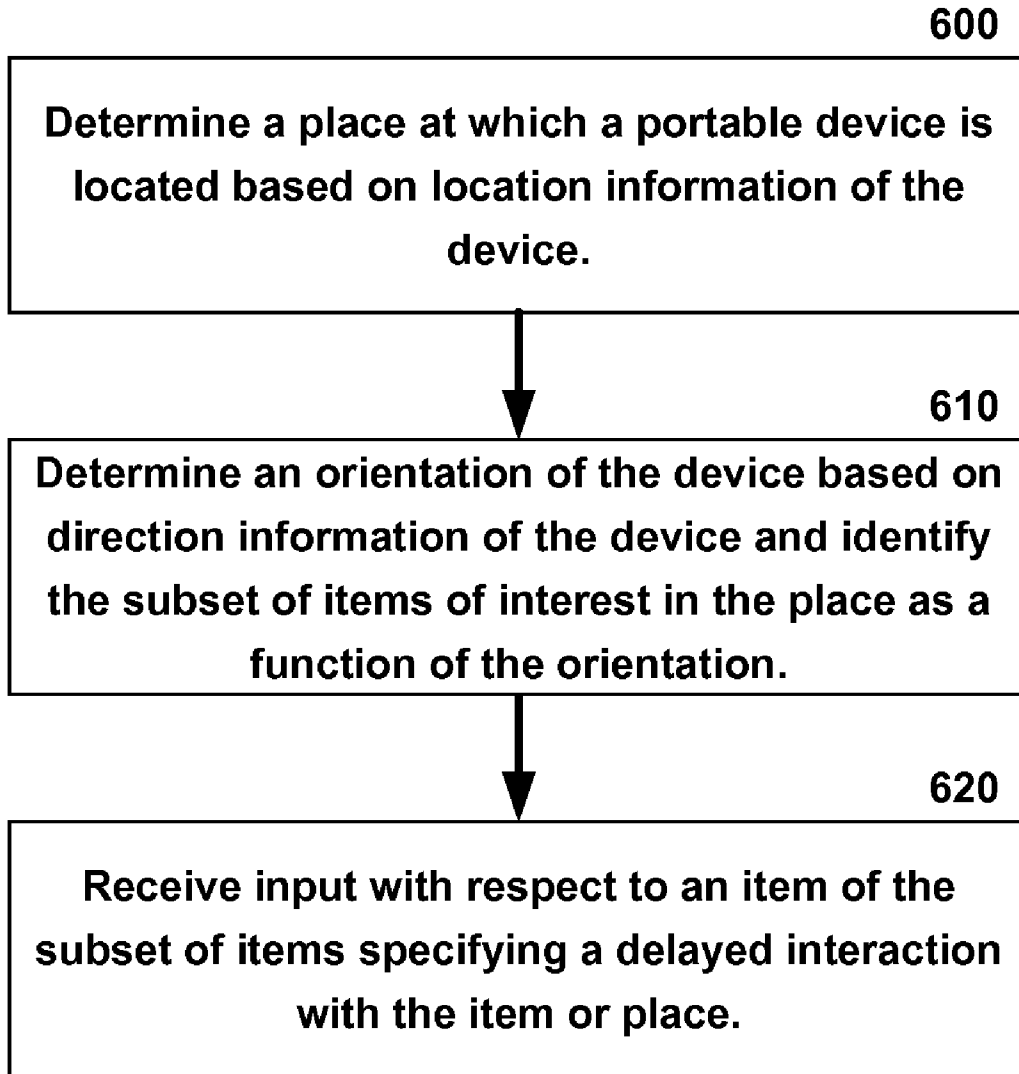 600
Determine a place at which a portable device is
located based on location information of the
device.
610
Determine an orientation of the device based on
direction information of the device and identify
the subset of items of interest in the place as a
function of the orientation.
620
Receive input with respect to an item of the
subset of items specifying a delayed interaction
with the item or place.